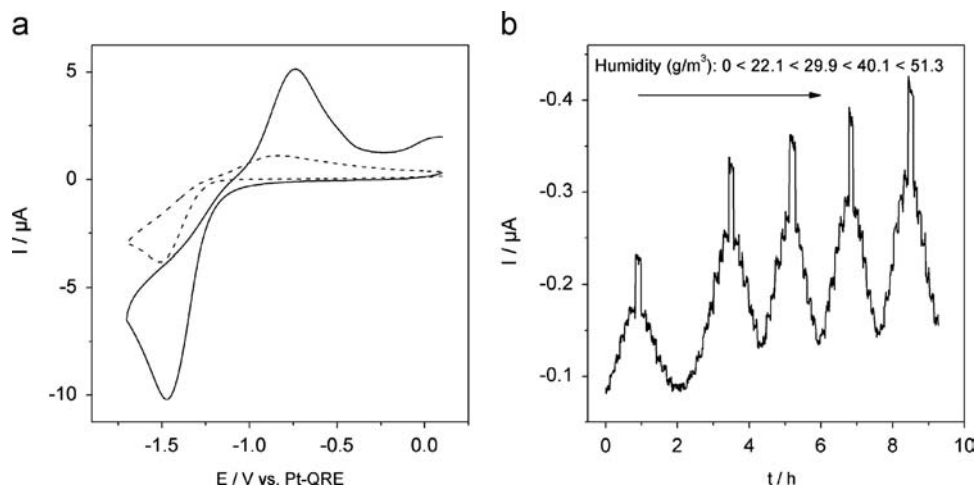 a
5
0
-5
-10
I / µA
-1.5 -1.0 -0.5 0.0
E / V vs. Pt-QRE
b
Humidity (g/m³): 0 < 22.1 < 29.9 < 40.1 < 51.3
-0.4
-0.3
-0.2
-0.1
I / µA
0 2 4 6 8 10
t / h